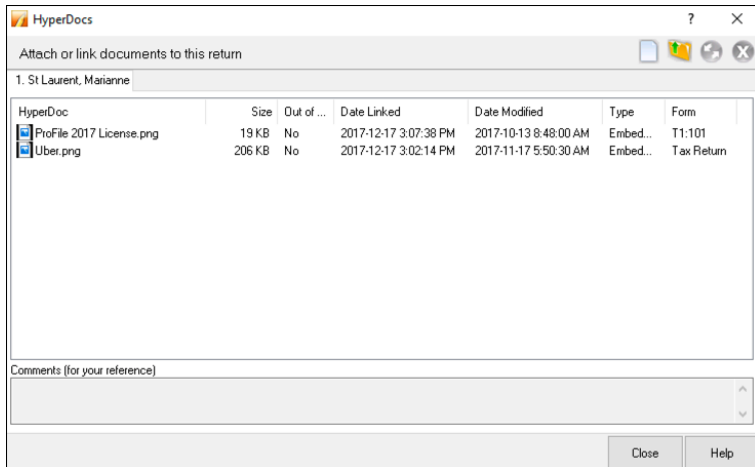 HyperDocs
?
Attach or link documents to this return
1. St Laurent, Marianne
HyperDoc Size Out of ... Date Linked Date Modified Type Form
ProFile 2017 License.png 19 KB No 2017-12-17 3:07:38 PM 2017-10-13 8:48:00 AM Embed... T1:101
Uber.png 206 KB No 2017-12-17 3:02:14 PM 2017-11-17 5:50:30 AM Embed... Tax Return
Comments (for your reference)
Close Help